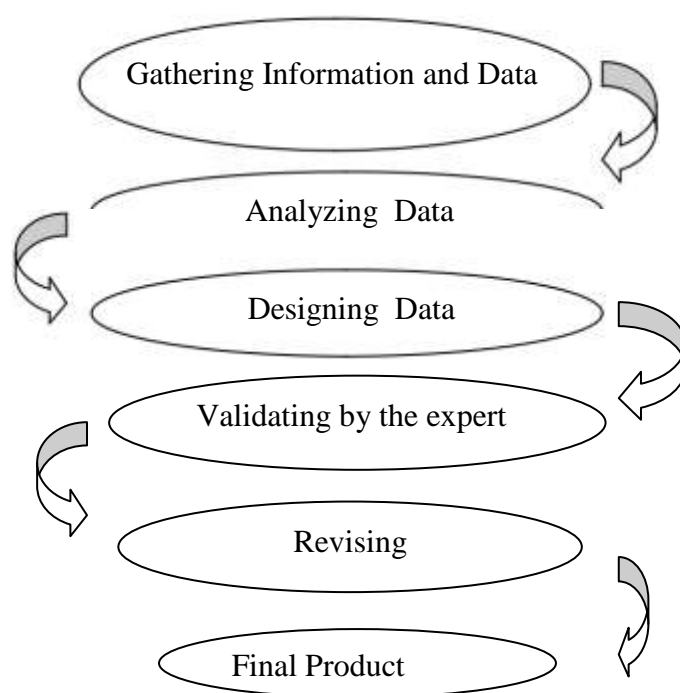 Gathering Information and Data
Analyzing Data
Designing Data
Validating by the expert
Revising
Final Product